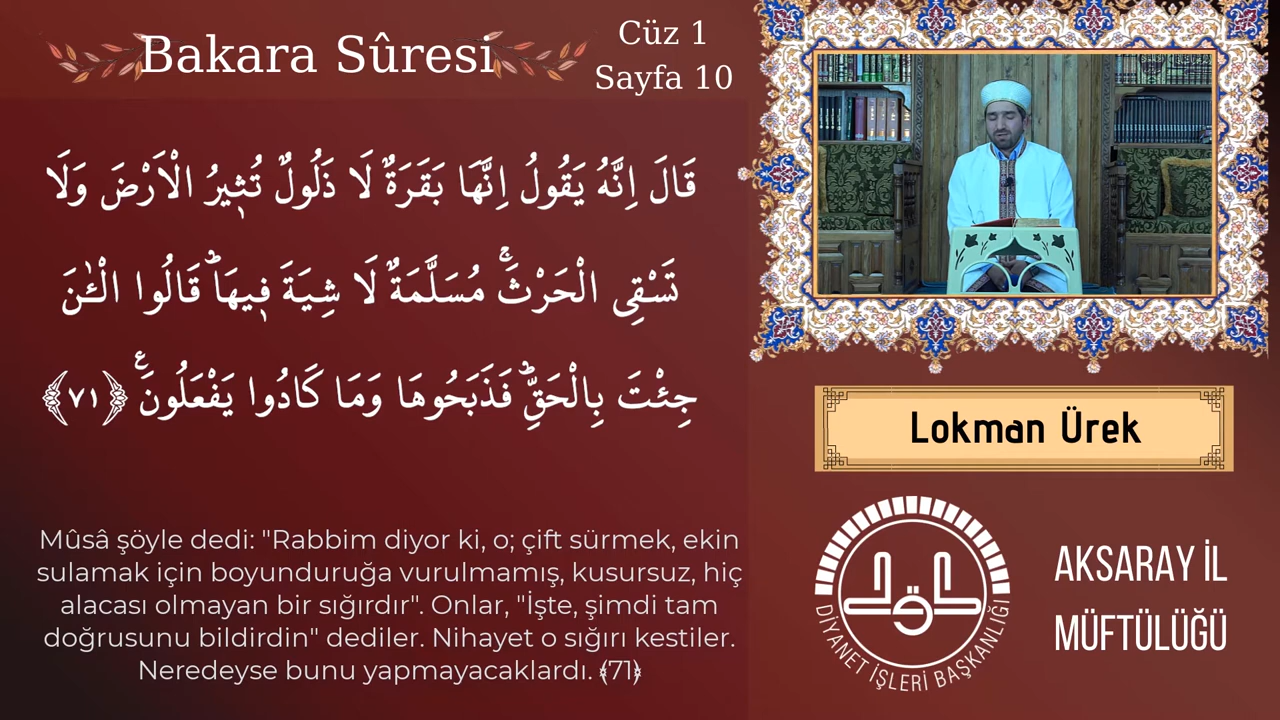 Bakara Sûresi
Cüz 1
Sayfa 10
قَالَ اِنَّهُ يَقُولُ اِنَّهَا بَقَرَةٌ لَا ذَلُولٌ تُثٖيرُ الْاَرْضَ وَلَا
تَسْقِى الْحَرْثَۚ مُسَلَّمَةٌ لَا شِيَةَ فٖيهَاؕ قَالُوا الْـٰٔنَ
جِئْتَ بِالْحَقِّؕ فَذَبَحُوهَا وَمَا كَادُوا يَفْعَلُونَࣖ ﴿٧١﴾
Mûsâ şöyle dedi: "Rabbim diyor ki, o; çift sürmek, ekin
sulamak için boyunduruğa vurulmamış, kusursuz, hiç
alacası olmayan bir sığırdır". Onlar, "İşte, şimdi tam
doğrusunu bildirdin" dediler. Nihayet o sığırı kestiler.
Neredeyse bunu yapmayacaklardı. ﴾71﴿
Lokman Ürek
DİYANET İŞLERİ BAŞKANLIĞI
AKSARAY İL
MÜFTÜLÜĞÜ